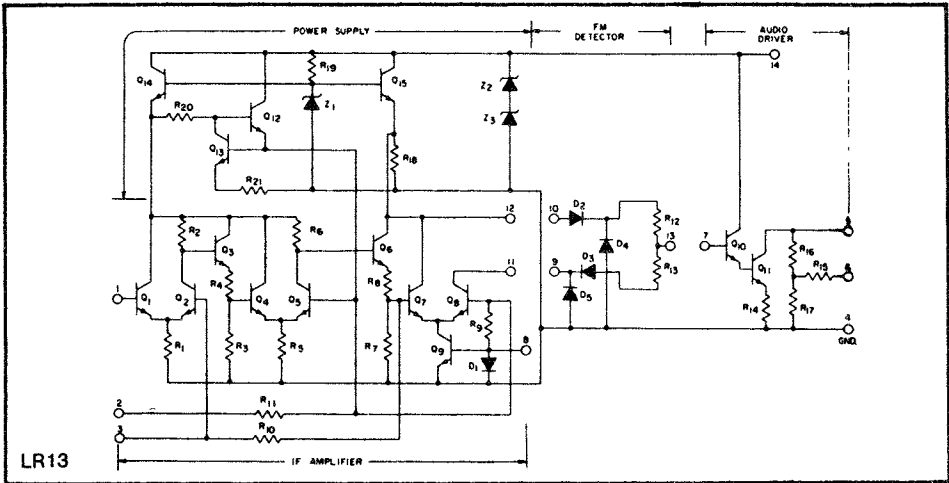 POWER SUPPLY
FM DETECTOR
AUDIO DRIVER
14
Q14
R19
Q15
Z1
Z2
R20
Q12
Z3
Q13
R18
R21
12
10
D2
R12
R2
R6
Q3
Q6
D4
13
7
Q10
R16
11
9
D3
R13
Q11
R15
R4
R8
D5
1
Q1
Q2
Q4
Q5
Q7
Q8
R9
R14
R17
4
GND.
R1
R3
R5
R7
Q9
8
D1
2
R11
3
R10
LR13
IF AMPLIFIER